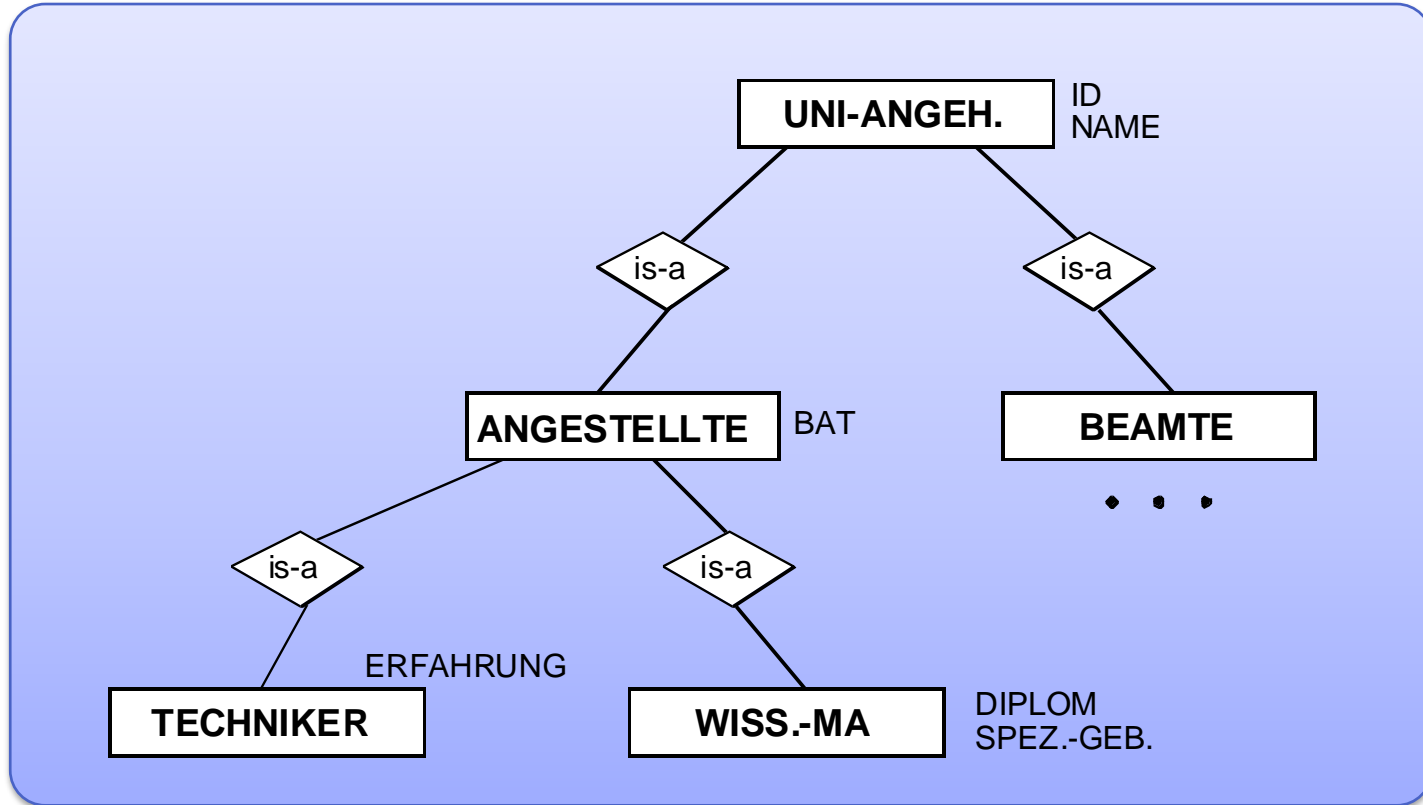 UNI-ANGEH.
ID
NAME
is-a
is-a
ANGESTELLTE
BAT
BEAMTE
is-a
is-a
ERFAHRUNG
TECHNIKER
WISS.-MA
DIPLOM
SPEZ.-GEB.